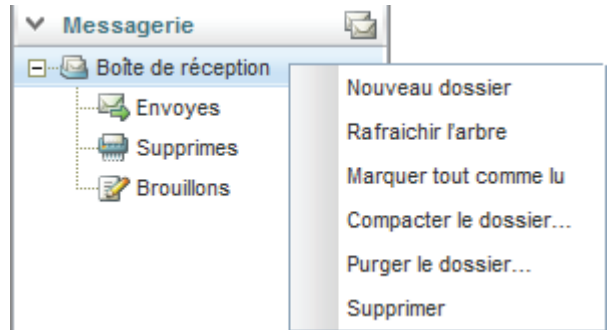 Messagerie
Boîte de réception
Envoyes
Supprimes
Brouillons
Nouveau dossier
Rafraichir l'arbre
Marquer tout comme lu
Compacter le dossier...
Purger le dossier...
Supprimer